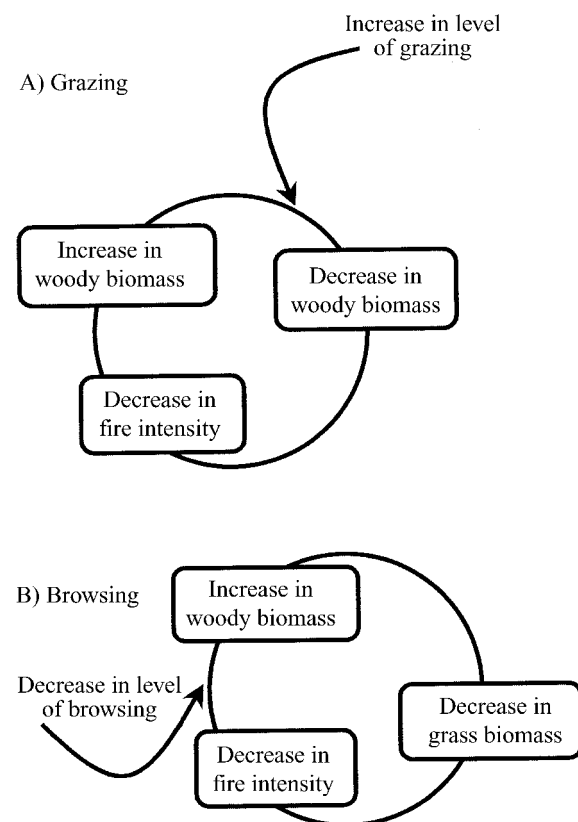 Increase in level
of grazing
A) Grazing
Increase in
woody biomass
Decrease in
woody biomass
Decrease in
fire intensity
B) Browsing
Increase in
woody biomass
Decrease in level
of browsing
Decrease in
grass biomass
Decrease in
fire intensity